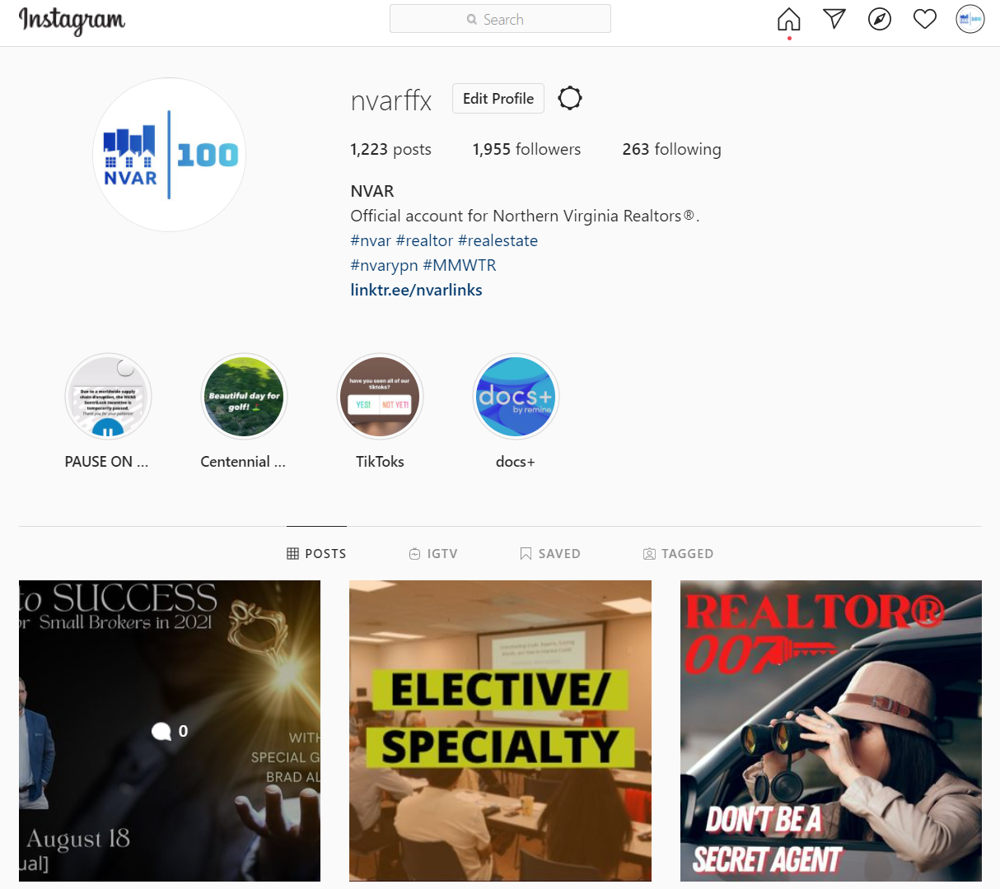 Instagram
Search
NVAR
100
nvarffx
Edit Profile
1,223 posts
1,955 followers
263 following
NVAR
Official account for Northern Virginia Realtors®.
#nvar #realtor #realestate
#nvarypn #MMWTR
linktr.ee/nvarlinks
Due to a worldwide supply
chain disruption, the NVAR
SentriLock incentive is
temporarily paused.
Thank you for your patience!
PAUSE ON ...
Beautiful day for
golf!
Centennial ...
have you seen all of our
tiktoks?
YES!
NOT YET!
TikToks
docs+
by remine
docs+
POSTS
IGTV
SAVED
TAGGED
to SUCCESS
or Small Brokers in 2021
0
WITH
SPECIAL G
BRAD AL
August 18
ual]
ELECTIVE/
SPECIALTY
REALTOR®
007
DON'T BE A
SECRET AGENT